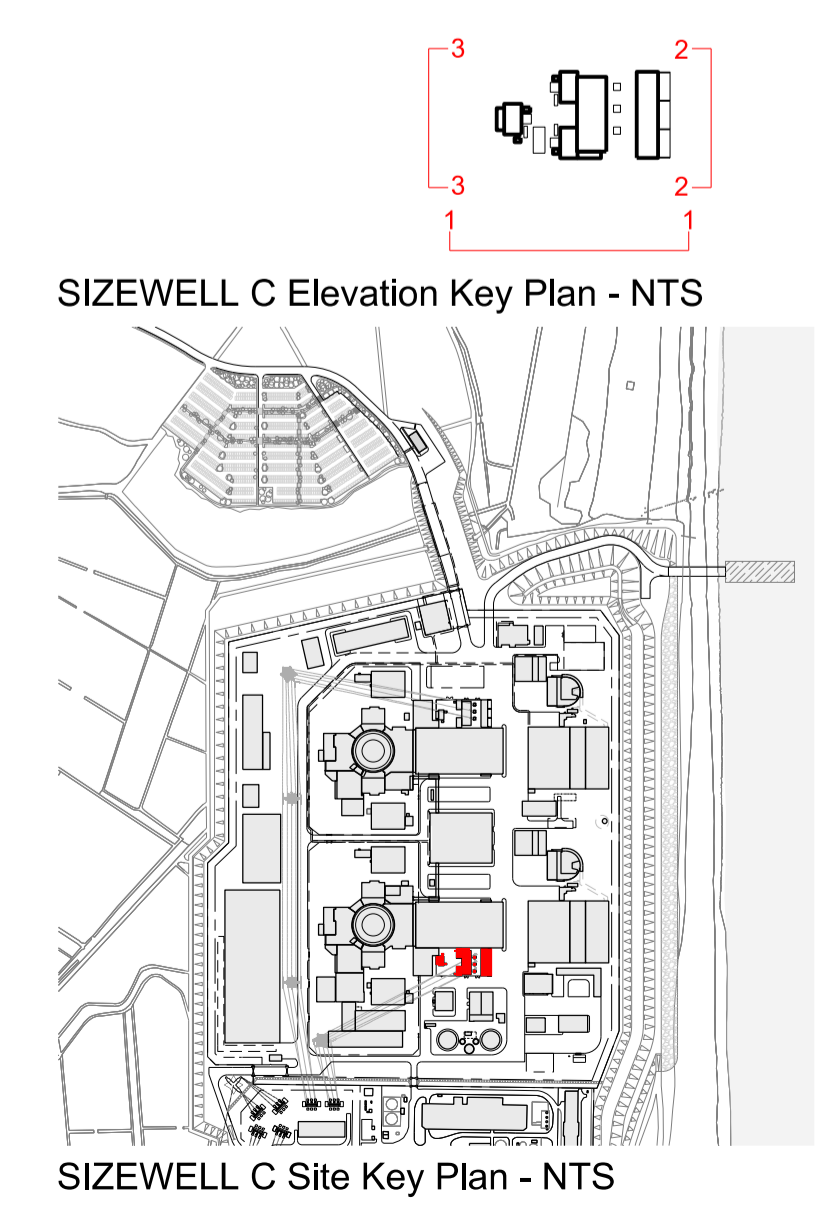 3 2
3 2
1 1
SIZEWELL C Elevation Key Plan - NTS
SIZEWELL C Site Key Plan - NTS